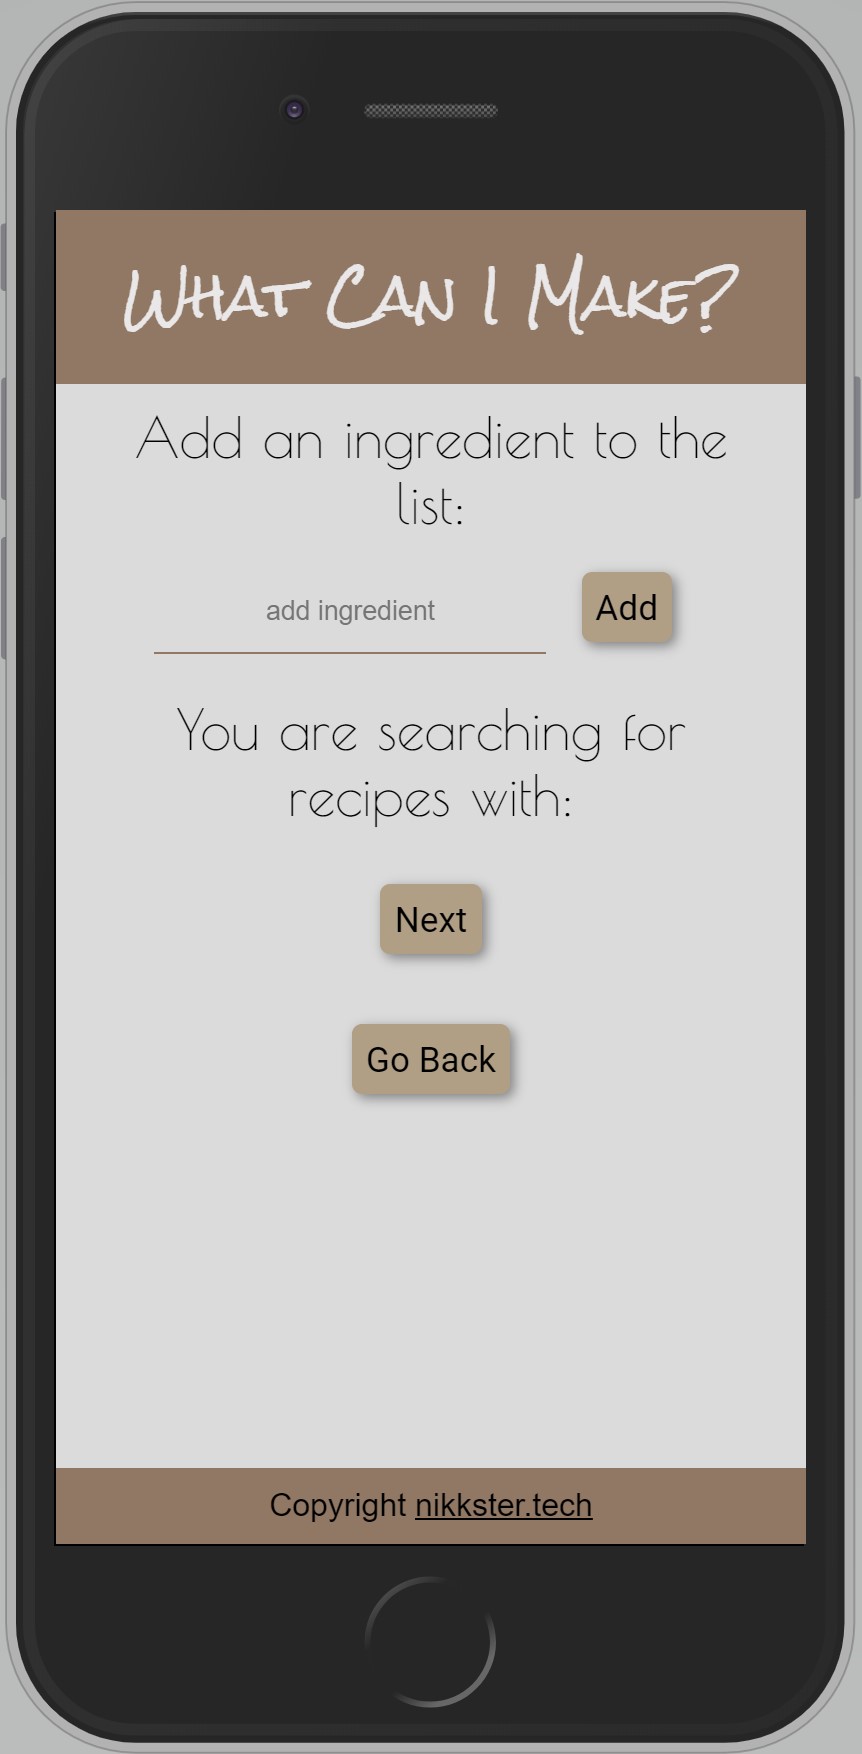 What Can I Make?
Add an ingredient to the
list:
add ingredient
Add
You are searching for
recipes with:
Next
Go Back
Copyright nikkster.tech